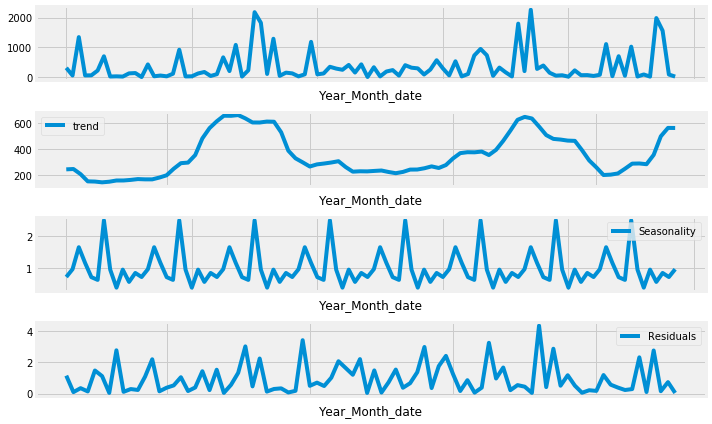 2000
1000
0
Year_Month_date
600
400
200
trend
Year_Month_date
2
1
Seasonality
Year_Month_date
4
2
0
Residuals
Year_Month_date